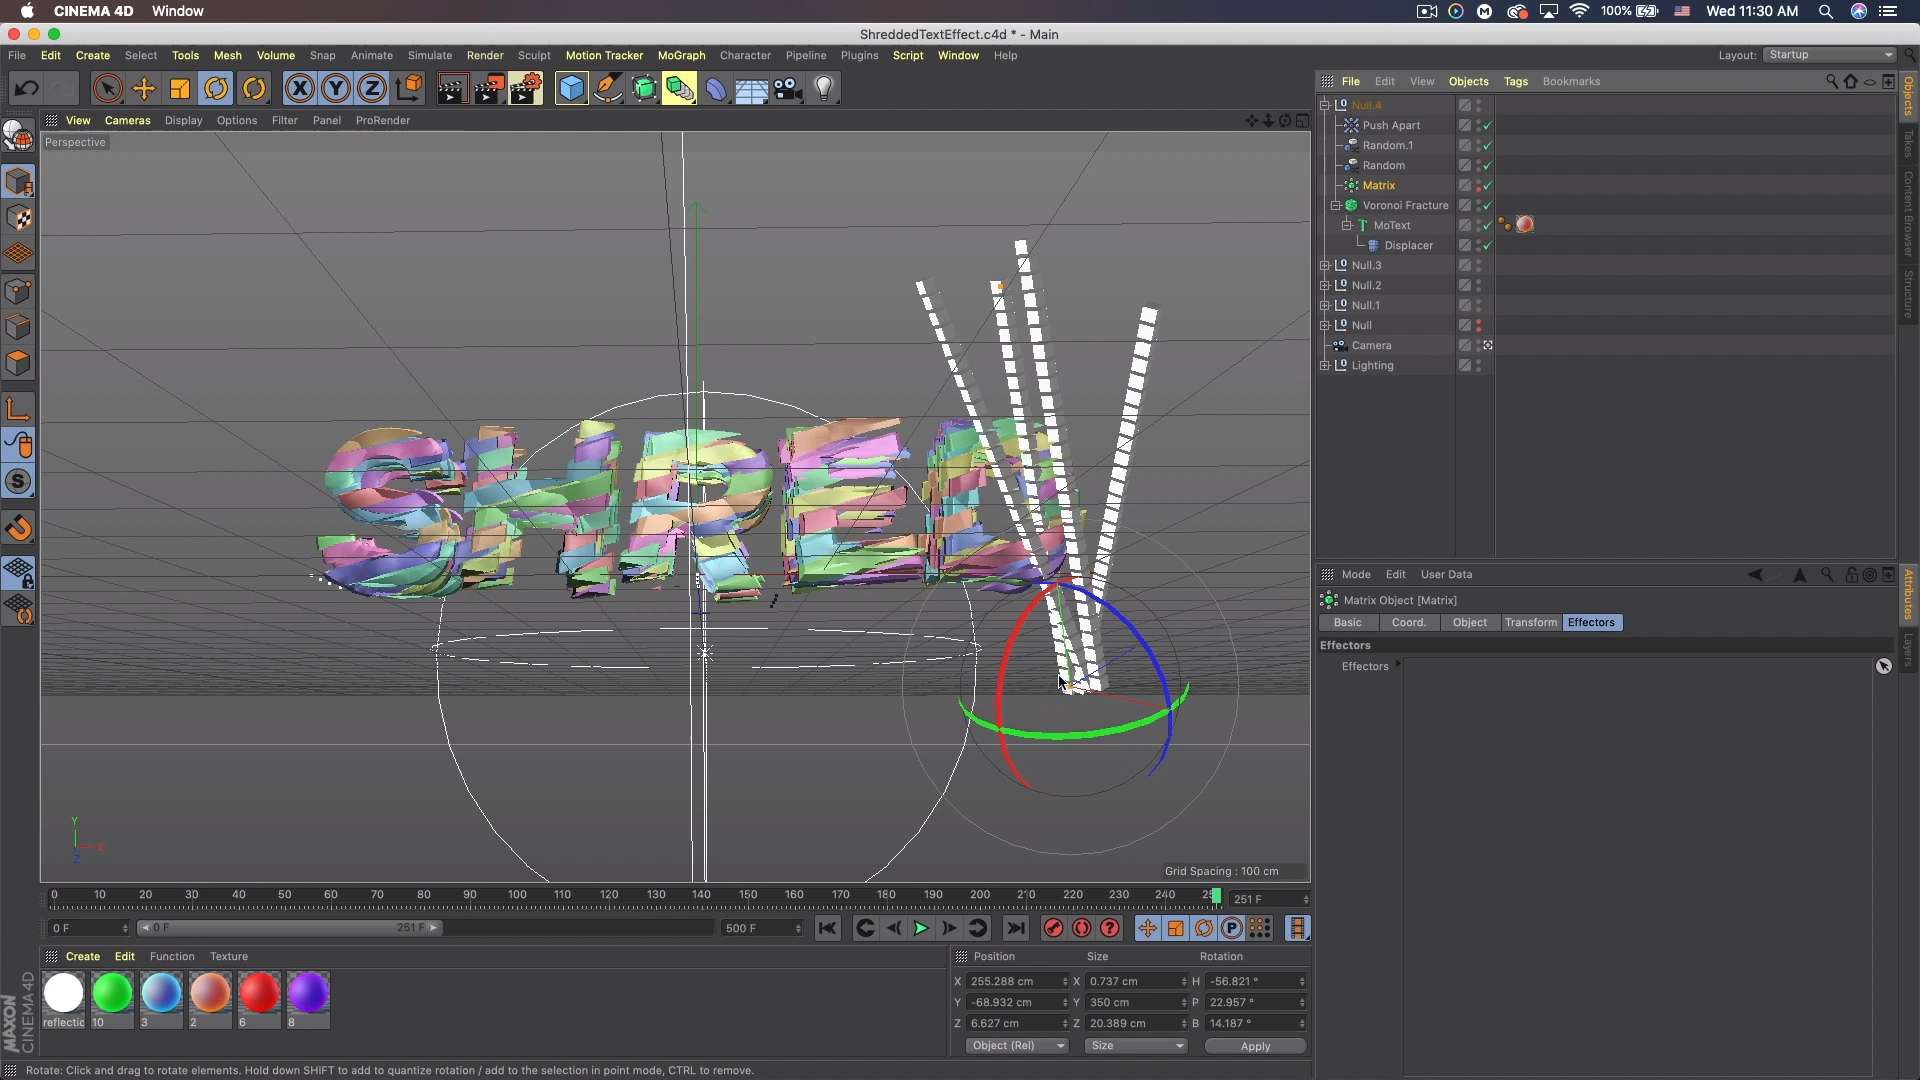 CINEMA 4D Window
100% Wed 11:30 AM
ShreddedTextEffect.c4d * - Main
File Edit Create Select Tools Mesh Volume Snap Animate Simulate Render Sculpt Motion Tracker MoGraph Character Pipeline Plugins Script Window Help
Layout: Startup
X Y Z
File Edit View Objects Tags Bookmarks
View Cameras Display Options Filter Panel ProRender
Perspective
Null.4
Push Apart
Random.1
Random
Matrix
Voronoi Fracture
MoText
Displacer
Null.3
Null.2
Null.1
Null
Camera
Lighting
Objects
Takes
Content Browser
Structure
SHRED
Y
X
Z
Grid Spacing : 100 cm
Mode Edit User Data
Matrix Object [Matrix]
Basic Coord. Object Transform Effectors
Effectors
Effectors
Attributes
Layers
0 10 20 30 40 50 60 70 80 90 100 110 120 130 140 150 160 170 180 190 200 210 220 230 240 251 F
0 F 0 F 251 F 500 F
Create Edit Function Texture
reflectic 10 3 2 6 8
Position Size Rotation
X 255.288 cm X 0.737 cm H -56.821 °
Y -68.932 cm Y 350 cm P 22.957 °
Z 6.627 cm Z 20.389 cm B 14.187 °
Object (Rel) Size Apply
MAXON
CINEMA 4D
Rotate: Click and drag to rotate elements. Hold down SHIFT to add to quantize rotation / add to the selection in point mode, CTRL to remove.